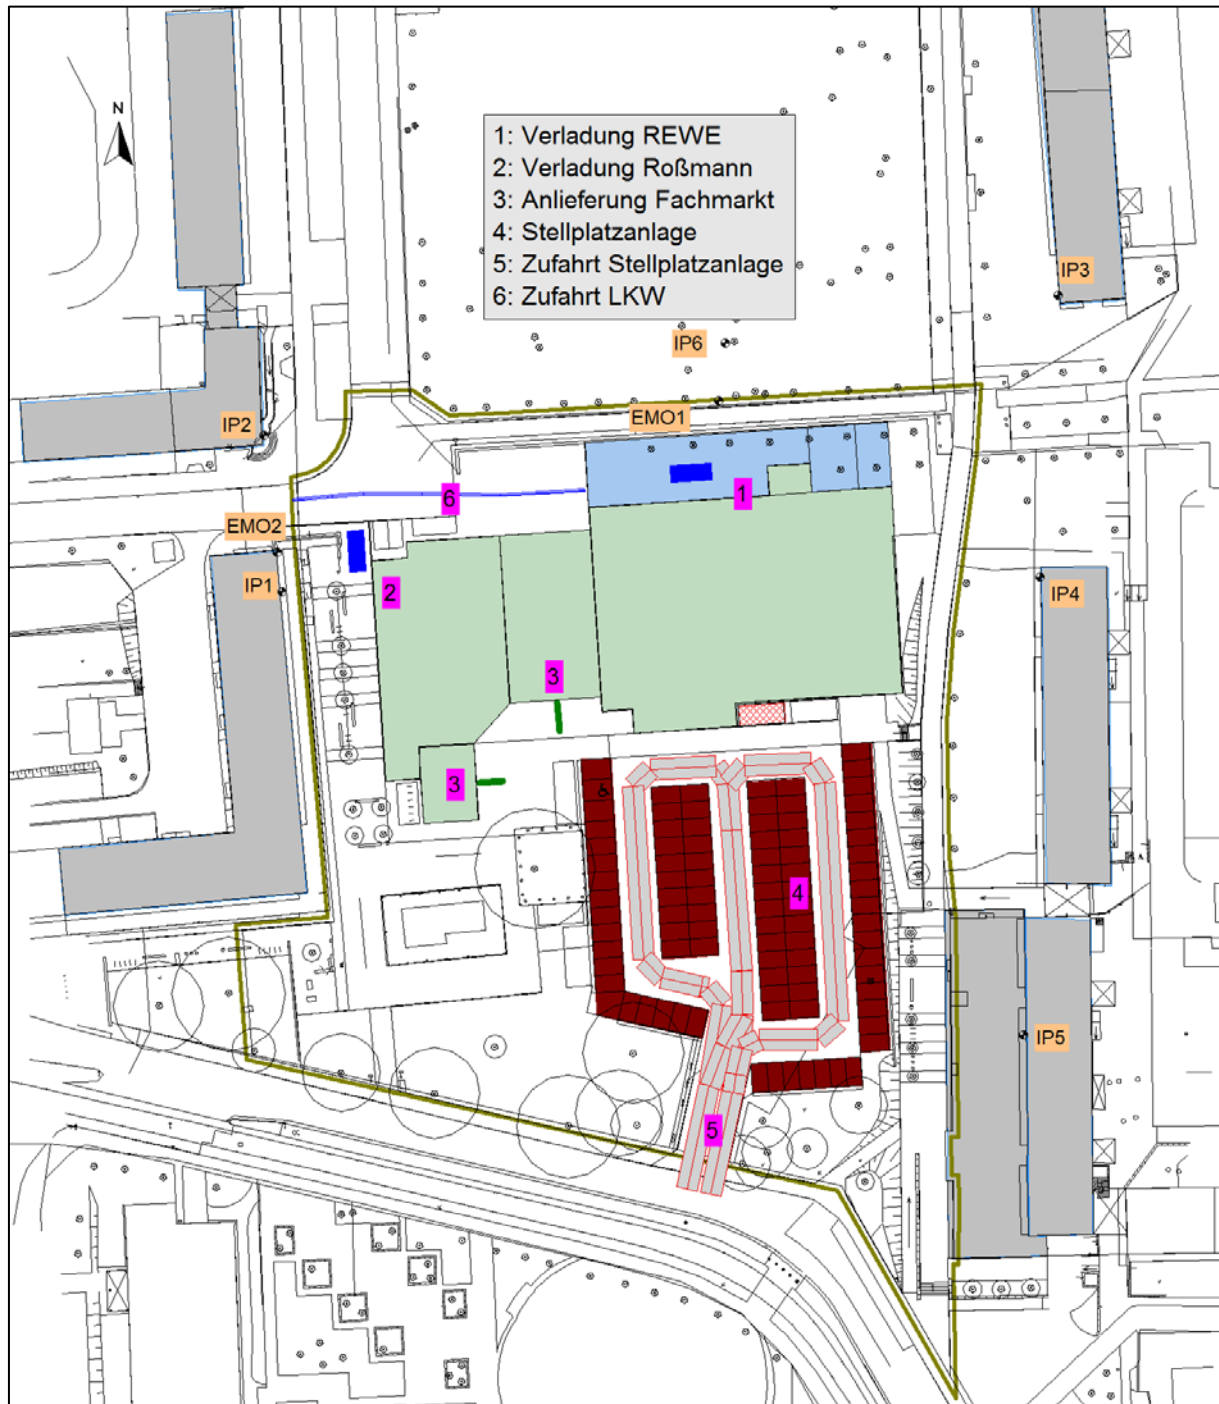 N
1: Verladung REWE
2: Verladung Roßmann
3: Anlieferung Fachmarkt
4: Stellplatzanlage
5: Zufahrt Stellplatzanlage
6: Zufahrt LKW
IP3
IP6
EMO1
IP2
1
6
EMO2
IP1
2
IP4
3
3
4
IP5
5